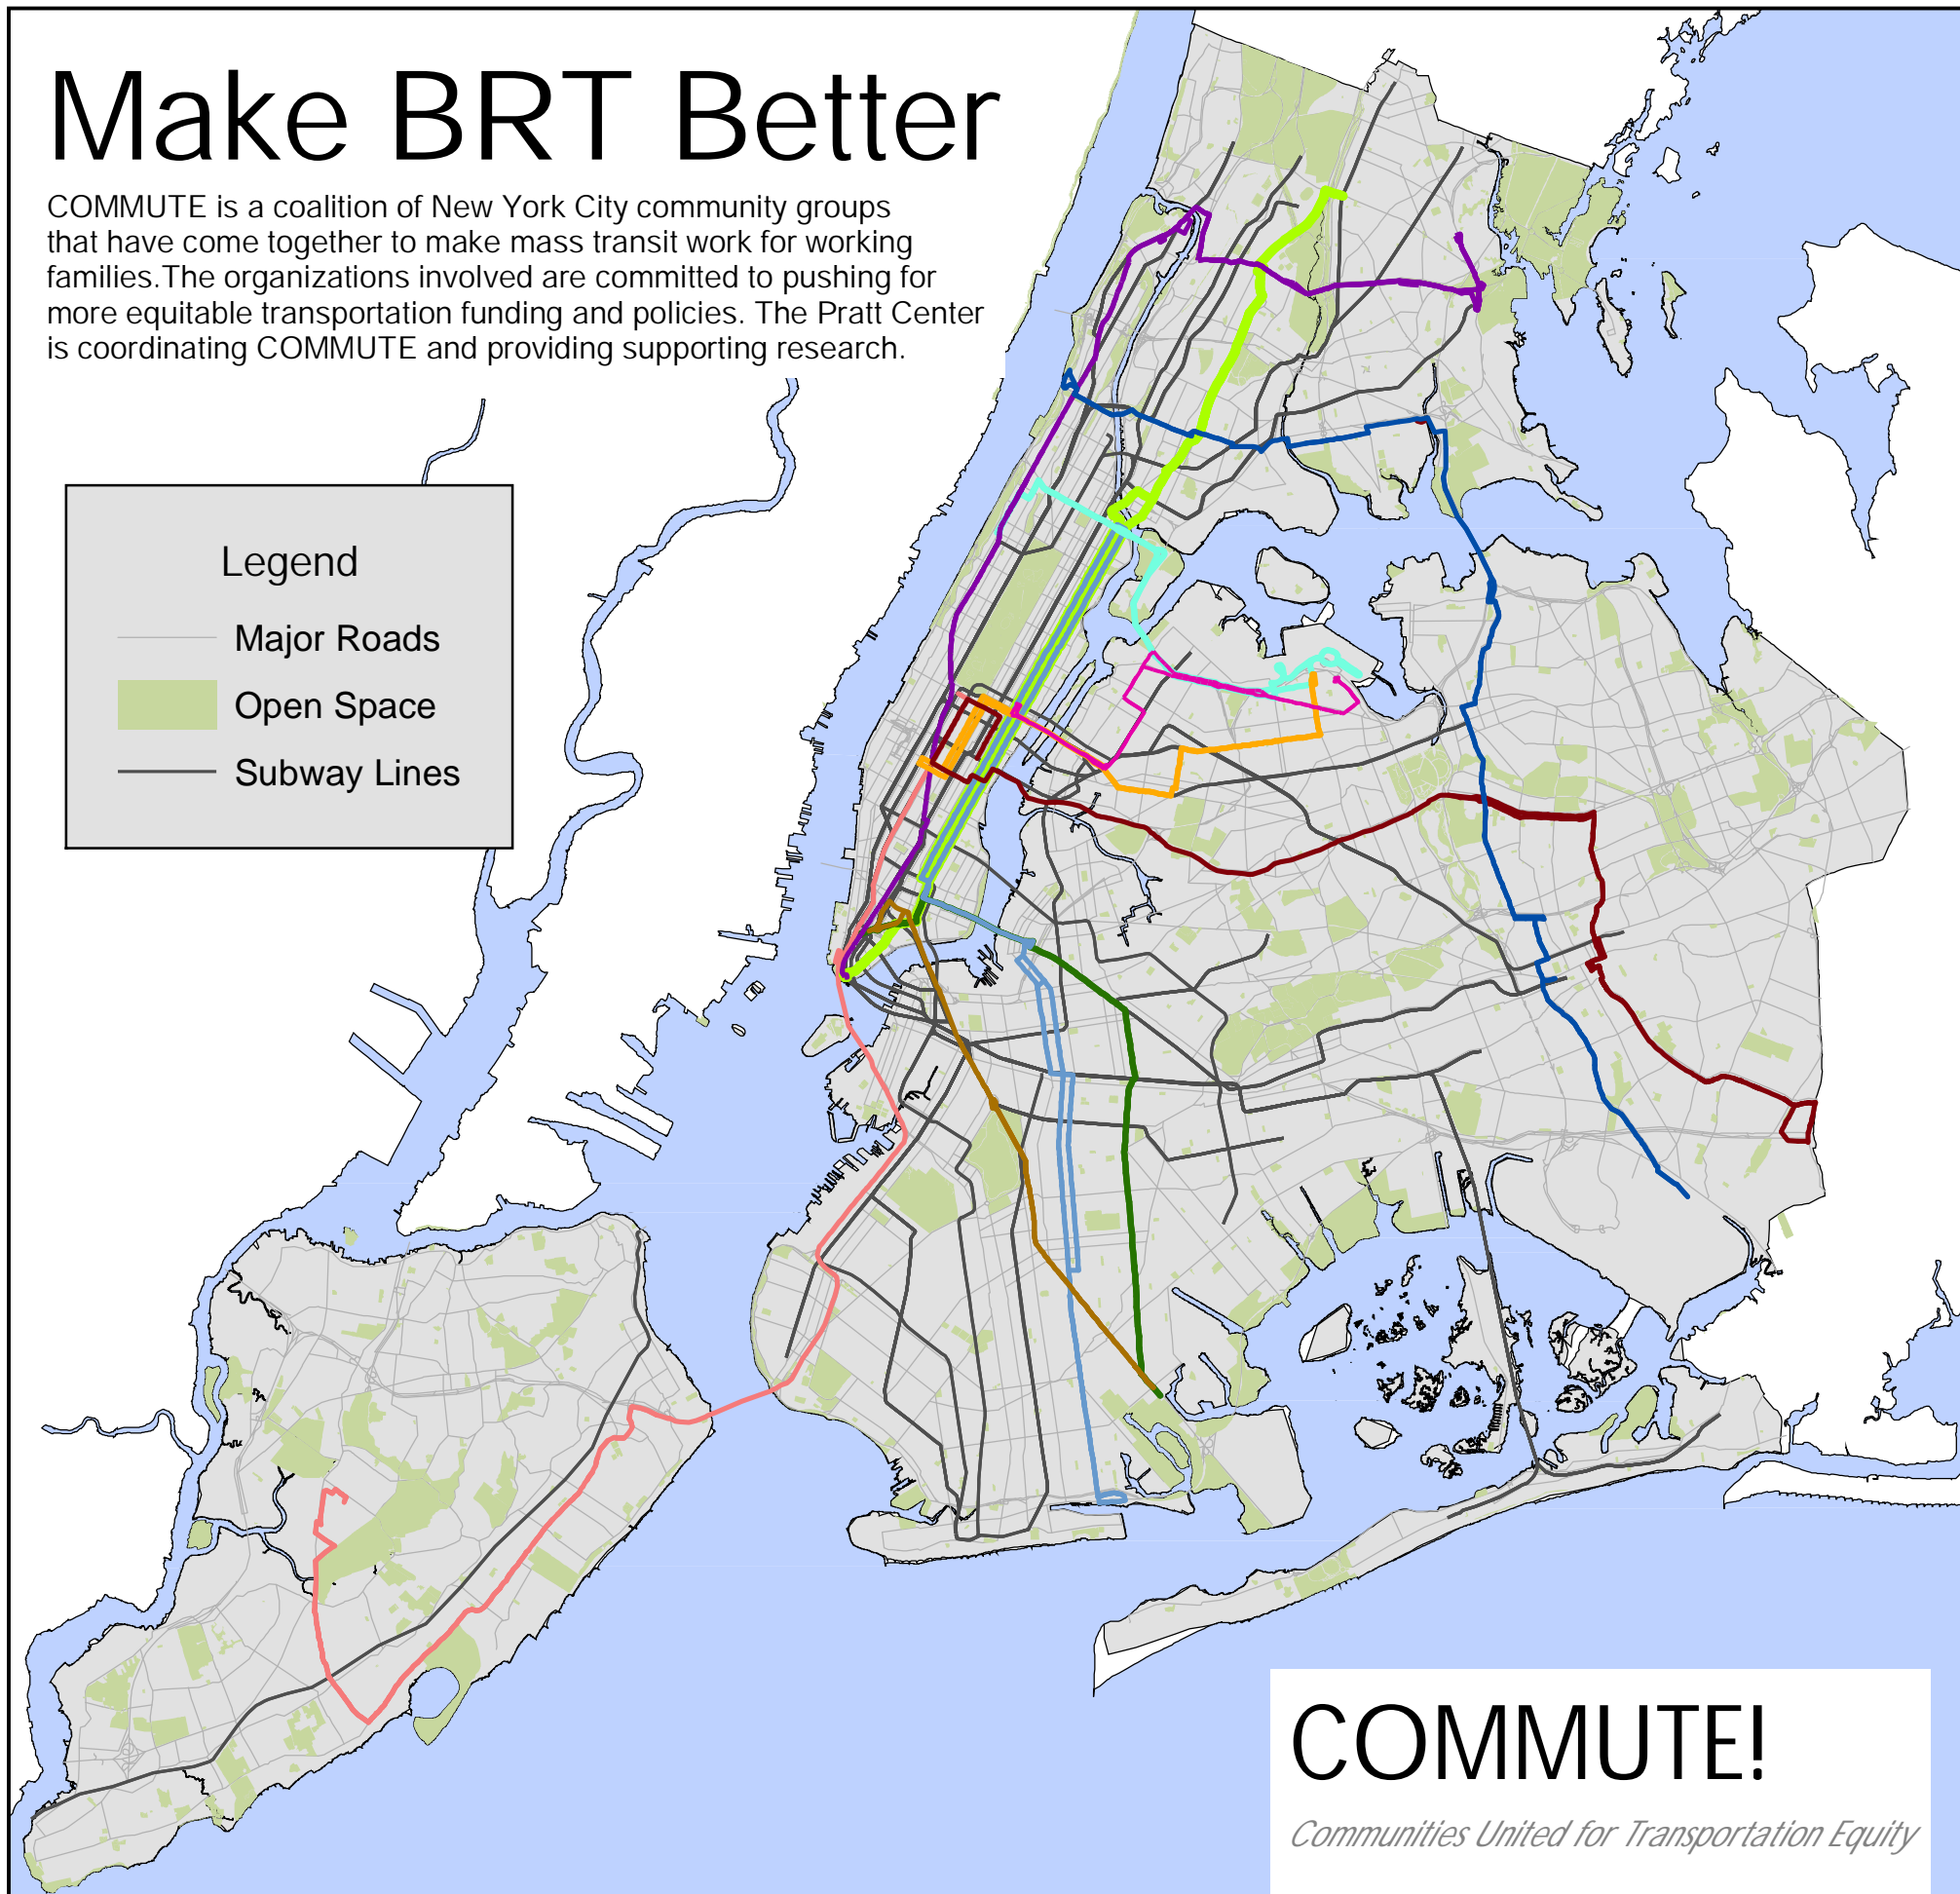 Make BRT Better
COMMUTE is a coalition of New York City community groups
that have come together to make mass transit work for working
families.The organizations involved are committed to pushing for
more equitable transportation funding and policies. The Pratt Center
is coordinating COMMUTE and providing supporting research.
Legend
Major Roads
Open Space
Subway Lines
COMMUTE!
Communities United for Transportation Equity